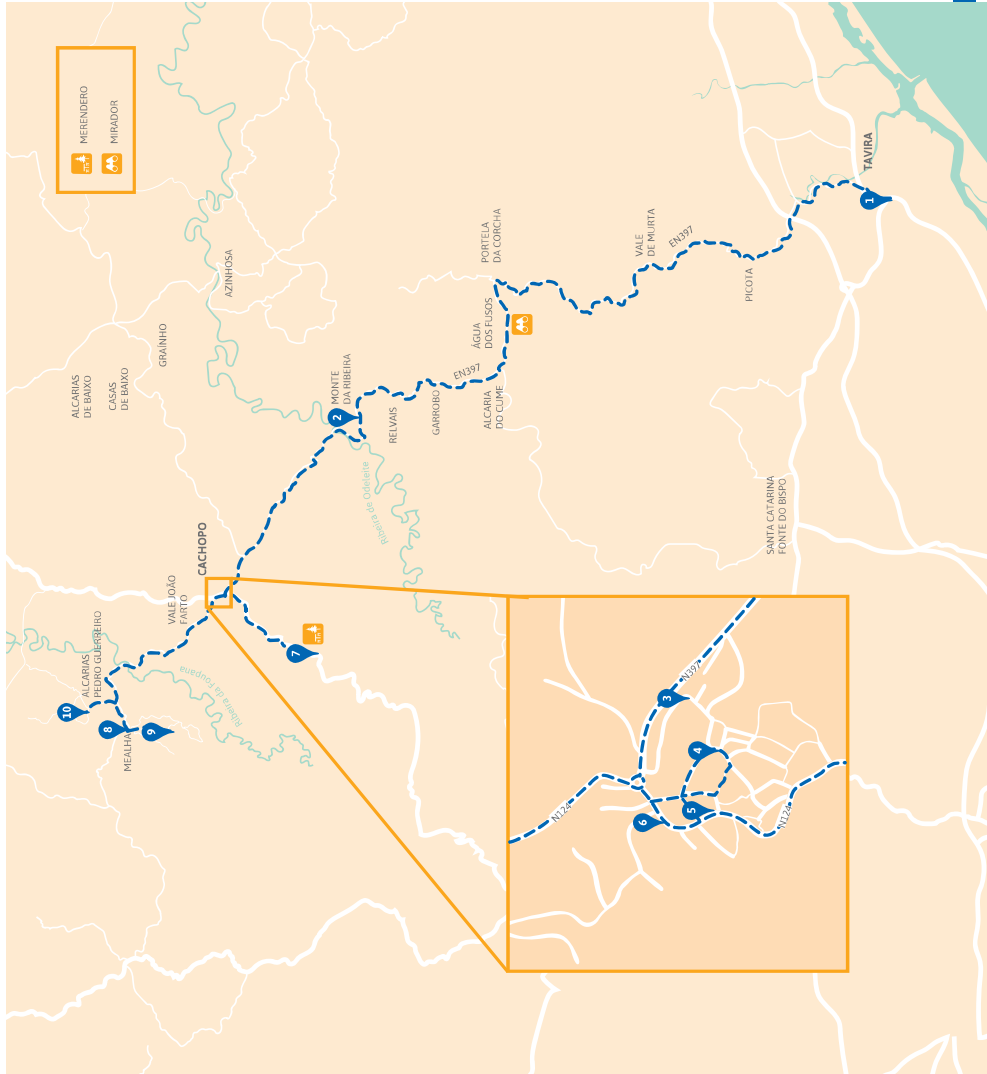 MERENDERO
MIRADOR
10
ALCARIAS
PEDRO GUERREIRO
ALCARIAS
DE BAIXO
8
MEALHA
9
CASAS
DE BAIXO
GRAÍNHO
VALE JOÃO
FARTO
CACHOPO
Ribeira da Foupana
AZINHOSA
7
2
MONTE
DA RIBEIRA
Ribeira de Odeleite
RELVAIS
GARROBO
EN397
ÁGUA
DOS FUSOS
ALCARIA
DO CUME
PORTELA
DA CORCHA
N124
6
3
N397
5
4
N124
VALE
DE MURTA
EN397
PICOTA
SANTA CATARINA
FONTE DO BISPO
1
TAVIRA